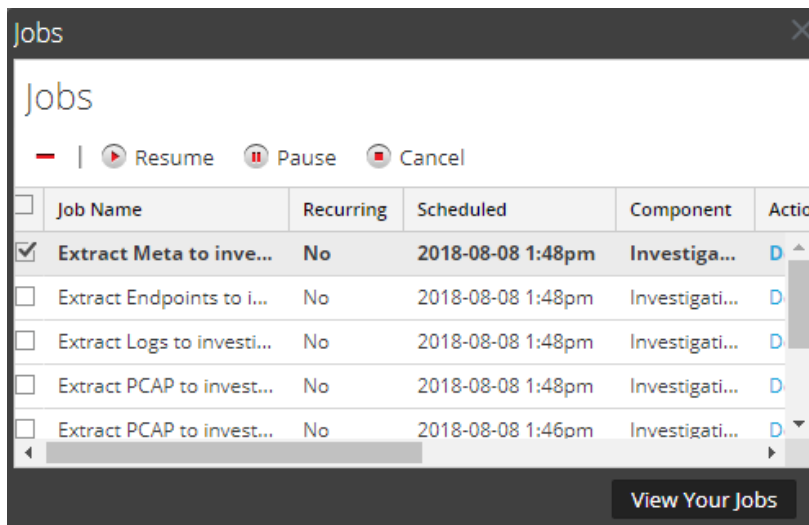 Jobs
Jobs
Resume Pause Cancel
Job Name Recurring Scheduled Component Actio
Extract Meta to inve... No 2018-08-08 1:48pm Investiga... D
Extract Endpoints to i... No 2018-08-08 1:48pm Investigati... D
Extract Logs to investi... No 2018-08-08 1:48pm Investigati... D
Extract PCAP to invest... No 2018-08-08 1:48pm Investigati... D
Extract PCAP to invest... No 2018-08-08 1:46pm Investigati... D
View Your Jobs